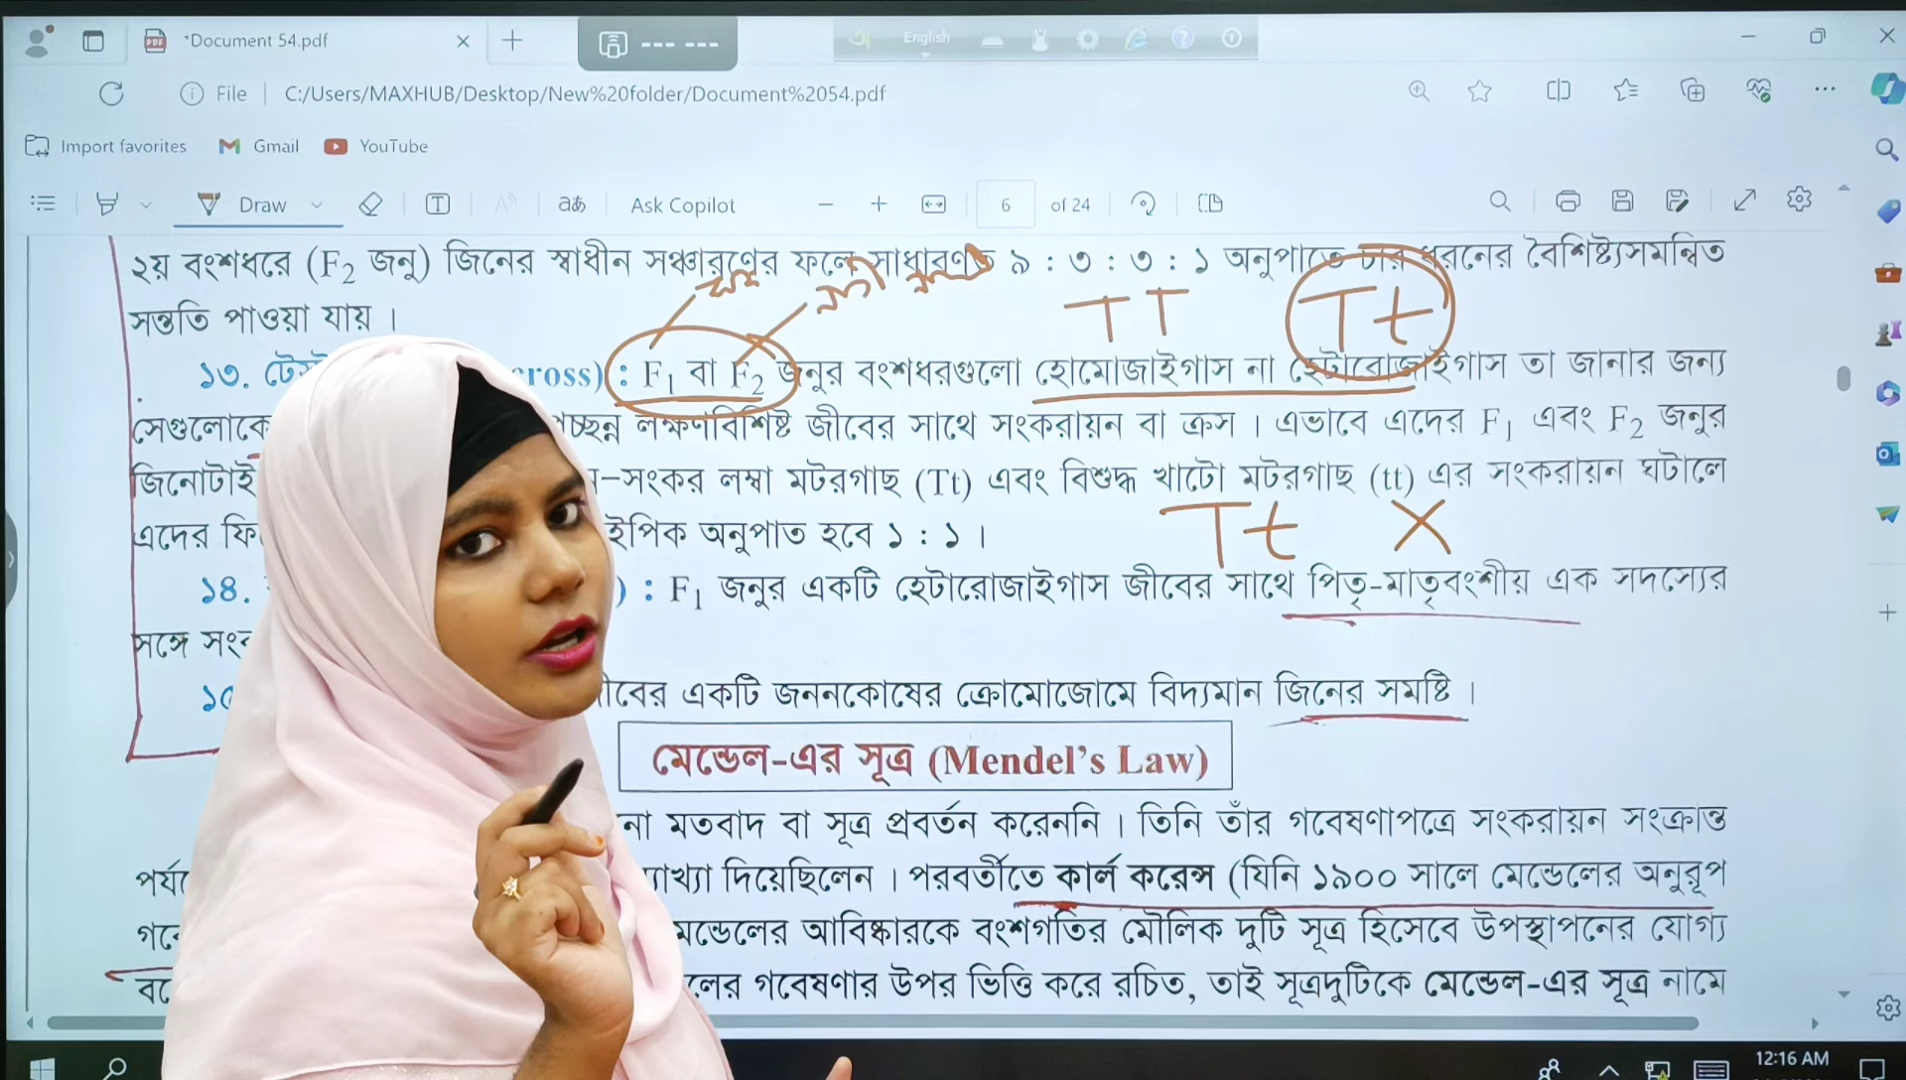 *Document 54.pdf
English
File C:/Users/MAXHUB/Desktop/New%20folder/Document%2054.pdf
Import favorites Gmail YouTube
Draw Ask Copilot 6 of 24
২য় বংশধরে (F₂ জনু) জিনের স্বাধীন সঞ্চারণের ফলে সাধারণত ৯ : ৩ : ৩ : ১ অনুপাতে চার ধরনের বৈশিষ্ট্যসমন্বিত
সন্ততি পাওয়া যায় ।
TT Tt
১৩. cross) : F₁ বা F₂ জনুর বংশধরগুলো হোমোজাইগাস না হেটারোজাইগাস তা জানার জন্য
সেগুলোকে লক্ষণবিশিষ্ট জীবের সাথে সংকরায়ন বা ক্রস । এভাবে এদের F₁ এবং F₂ জনুর
–সংকর লম্বা মটরগাছ (Tt) এবং বিশুদ্ধ খাটো মটরগাছ (tt) এর সংকরায়ন ঘটালে
এদের অনুপাত হবে ১ : ১ ।
Tt ×
১৪. ) : F₁ জনুর একটি হেটারোজাইগাস জীবের সাথে পিতৃ-মাতৃবংশীয় এক সদস্যের
সঙ্গে
একটি জননকোষের ক্রোমোজোমে বিদ্যমান জিনের সমষ্টি ।
মেন্ডেল-এর সূত্র (Mendel’s Law)
মতবাদ বা সূত্র প্রবর্তন করেননি । তিনি তাঁর গবেষণাপত্রে সংকরায়ন সংক্রান্ত
দিয়েছিলেন । পরবর্তীতে কার্ল করেন্স (যিনি ১৯০০ সালে মেন্ডেলের অনুরূপ
আবিষ্কারকে বংশগতির মৌলিক দুটি সূত্র হিসেবে উপস্থাপনের যোগ্য
গবেষণার উপর ভিত্তি করে রচিত, তাই সূত্রদুটিকে মেন্ডেল-এর সূত্র নামে
12:16 AM